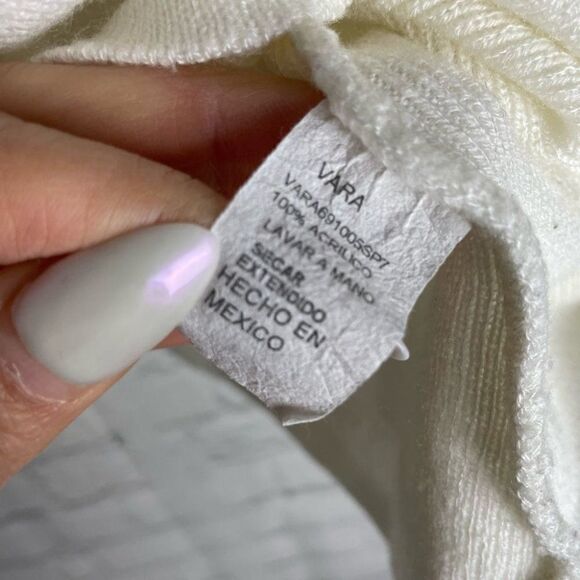 VARA
VARA691005SP7
100% ACRILICO
LAVAR A MANO
SECAR
EXTENDIDO
HECHO EN
MEXICO